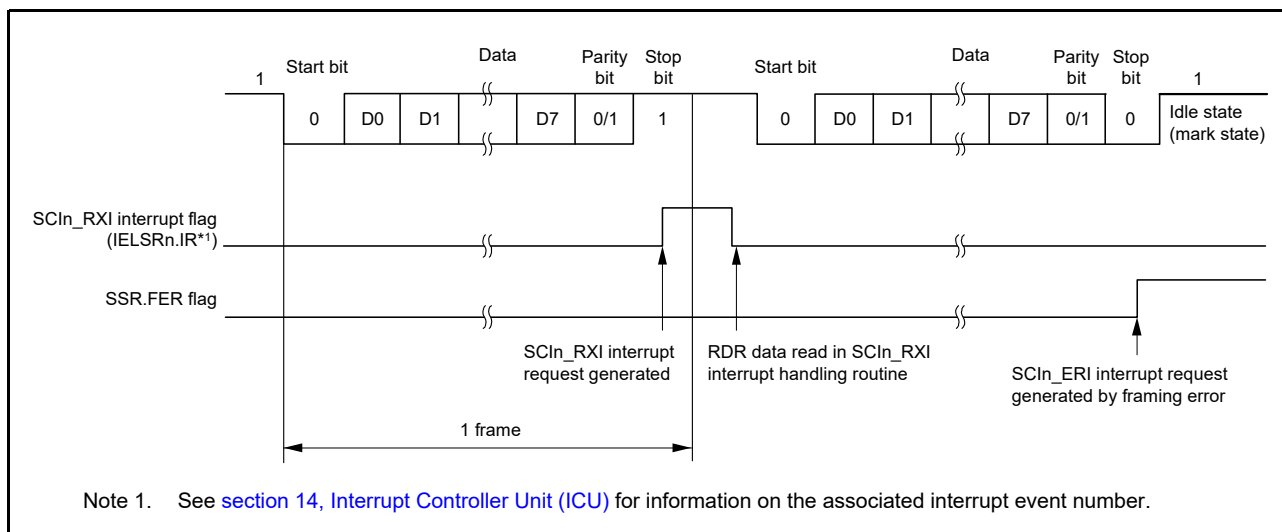 Start bit
Data
Parity bit
Stop bit
Start bit
Data
Parity bit
Stop bit
1
1
0 D0 D1 D7 0/1 1 0 D0 D1 D7 0/1 0 Idle state (mark state)
SCIn_RXI interrupt flag
(IELSRn.IR*1)
SSR.FER flag
SCIn_RXI interrupt
request generated
RDR data read in SCIn_RXI
interrupt handling routine
SCIn_ERI interrupt request
generated by framing error
1 frame
Note 1. See section 14, Interrupt Controller Unit (ICU) for information on the associated interrupt event number.